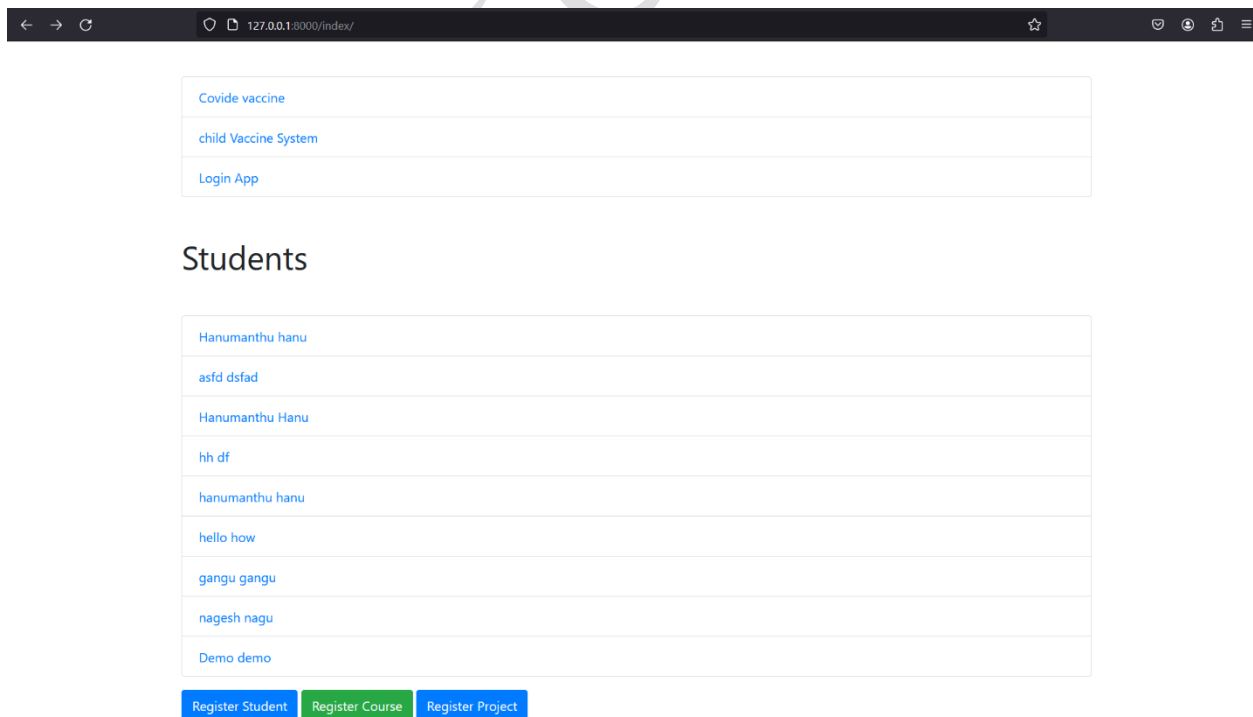 127.0.0.1:8000/index/
Covide vaccine
child Vaccine System
Login App
Students
Hanumanthu hanu
asfd dsfad
Hanumanthu Hanu
hh df
hanumanthu hanu
hello how
gangu gangu
nagesh nagu
Demo demo
Register Student Register Course Register Project